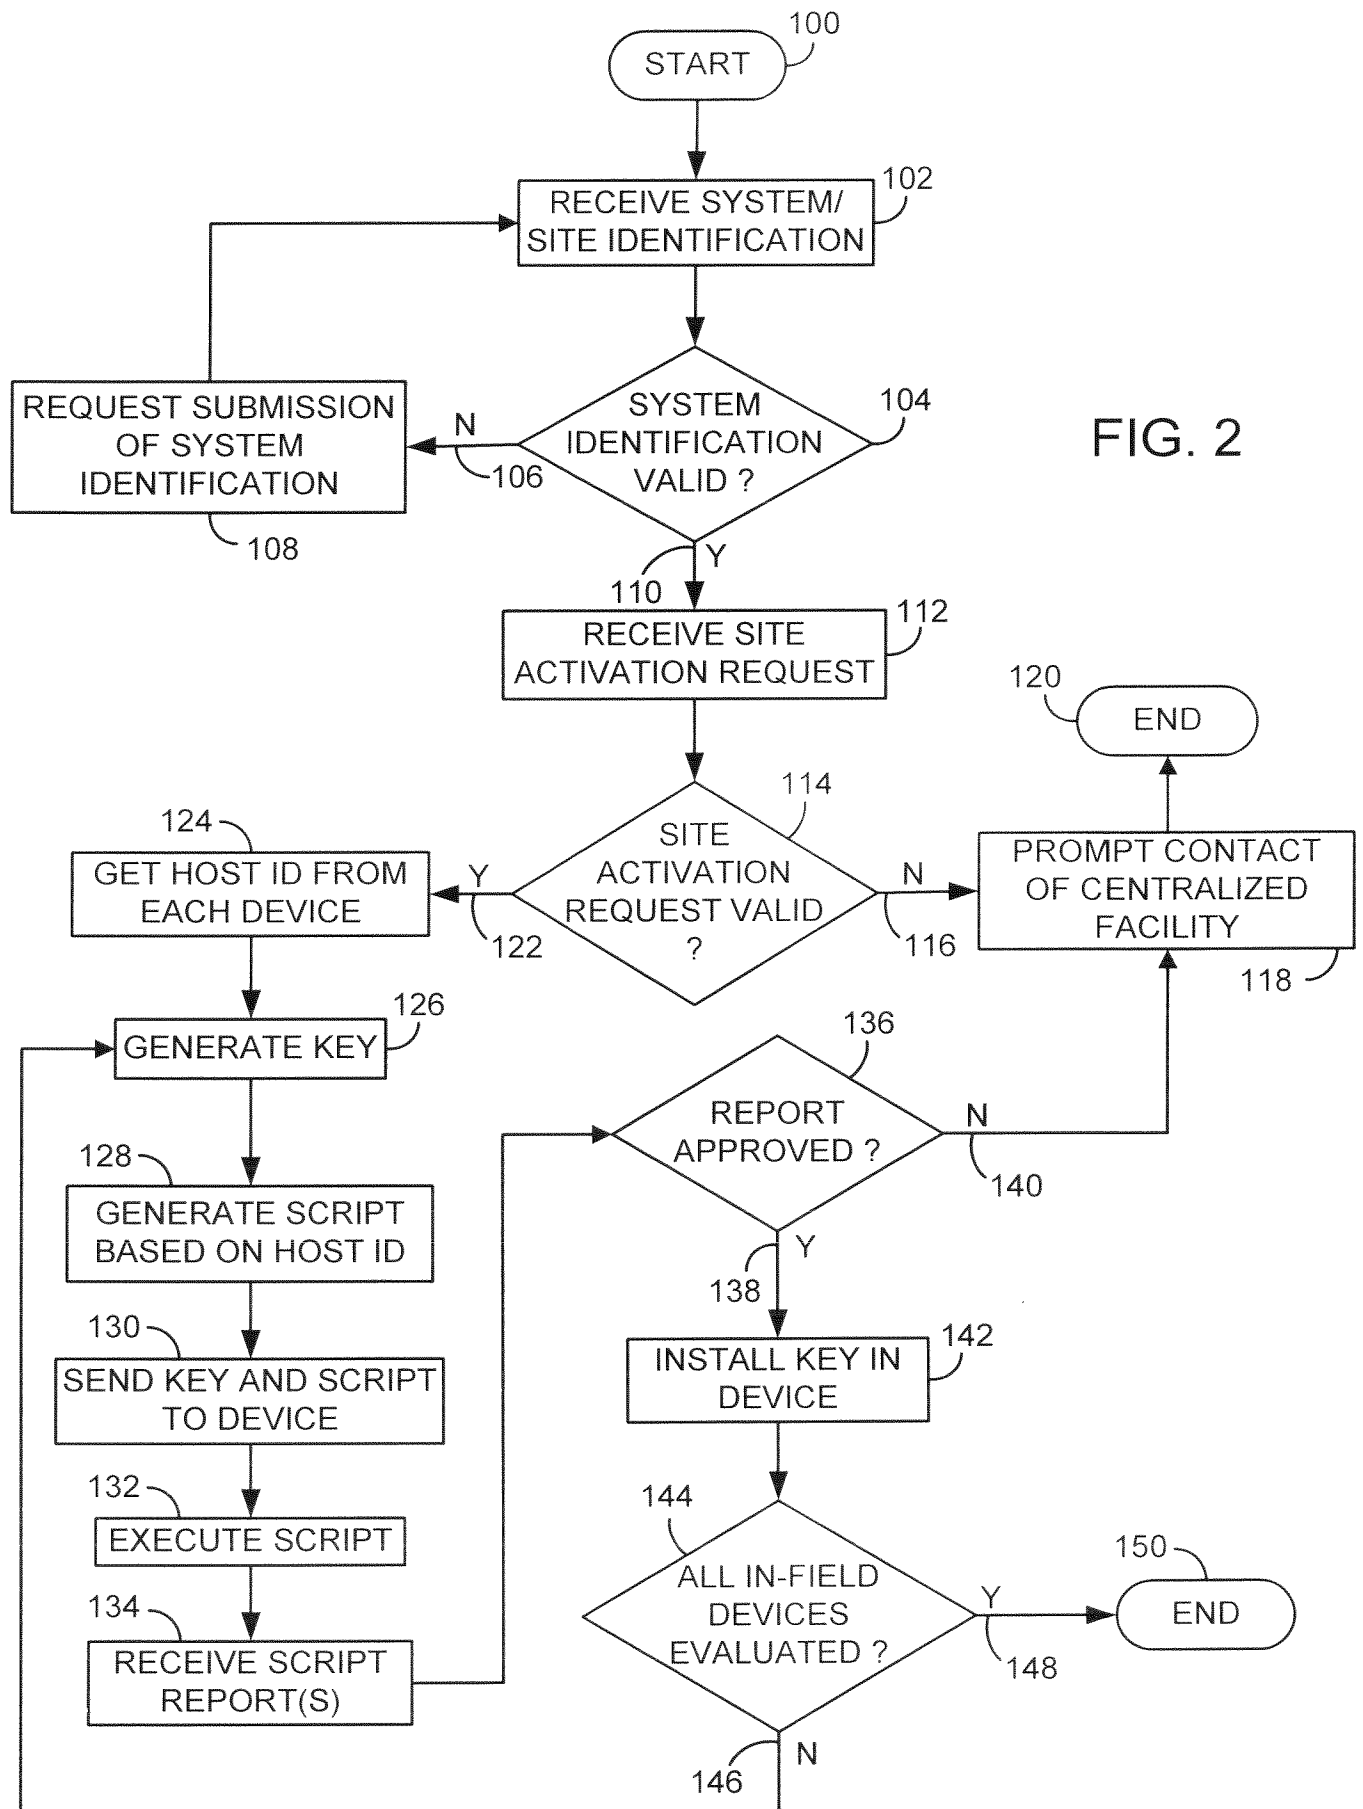 100
START
102
RECEIVE SYSTEM/
SITE IDENTIFICATION
104
SYSTEM
IDENTIFICATION
VALID ?
N
106
REQUEST SUBMISSION
OF SYSTEM
IDENTIFICATION
108
FIG. 2
110
Y
112
RECEIVE SITE
ACTIVATION REQUEST
120
END
114
SITE
ACTIVATION
REQUEST VALID
?
124
GET HOST ID FROM
EACH DEVICE
Y
122
N
116
PROMPT CONTACT
OF CENTRALIZED
FACILITY
118
126
GENERATE KEY
136
REPORT
APPROVED ?
N
140
128
GENERATE SCRIPT
BASED ON HOST ID
138
Y
130
SEND KEY AND SCRIPT
TO DEVICE
142
INSTALL KEY IN
DEVICE
132
EXECUTE SCRIPT
144
ALL IN-FIELD
DEVICES
EVALUATED ?
Y
148
150
END
134
RECEIVE SCRIPT
REPORT(S)
146
N